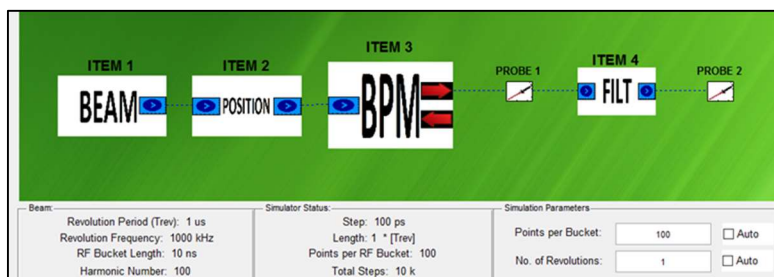 ITEM 1
ITEM 2
ITEM 3
ITEM 4
BEAM
POSITION
BPM
PROBE 1
FILT
PROBE 2
Beam:
Revolution Period (Trev): 1 us
Revolution Frequency: 1000 kHz
RF Bucket Length: 10 ns
Harmonic Number: 100
Simulator Status:
Step: 100 ps
Length: 1 * [Trev]
Points per RF Bucket: 100
Total Steps: 10 k
Simulation Parameters
Points per Bucket: 100 Auto
No. of Revolutions: 1 Auto